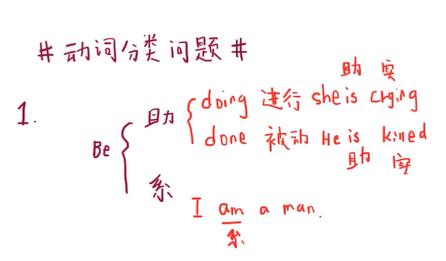 #动词分类问题#
助 实
doing 进行 she is crying
1. 助
Be
done 被动 He is killed
助 实
系
I am a man.
系